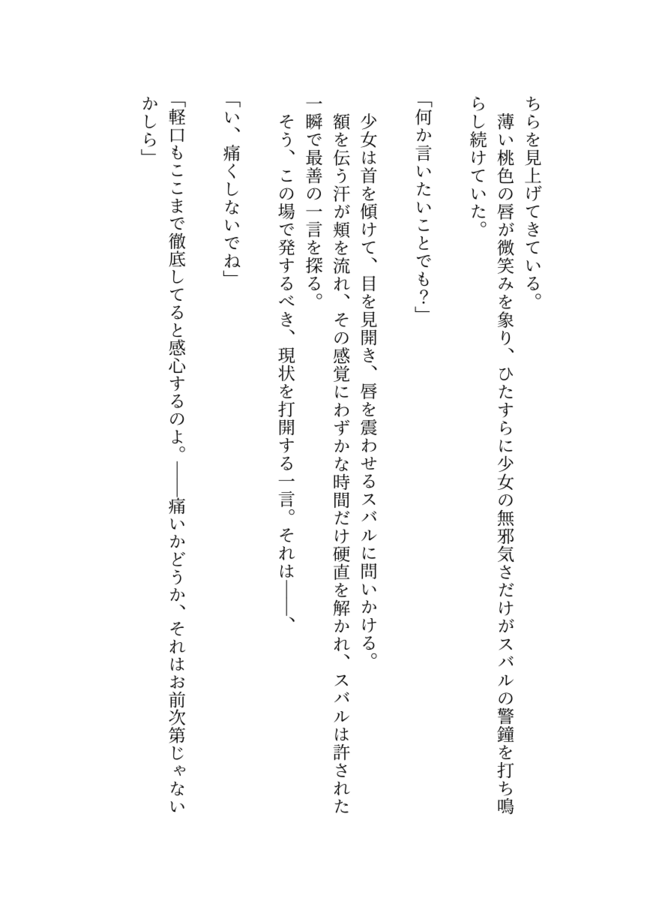 ちらを見上げてきている。
薄い桃色の唇が微笑みを象り、ひたすらに少女の無邪気さだけがスバルの警鐘を打ち鳴
らし続けていた。
「何か言いたいことでも？」
少女は首を傾けて、目を見開き、唇を震わせるスバルに問いかける。
額を伝う汗が頬を流れ、その感覚にわずかな時間だけ硬直を解かれ、スバルは許された
一瞬で最善の一言を探る。
そう、この場で発するべき、現状を打開する一言。それは――、
「い、痛くしないでね」
「軽口もここまで徹底してると感心するのよ。――痛いかどうか、それはお前次第じゃない
かしら」